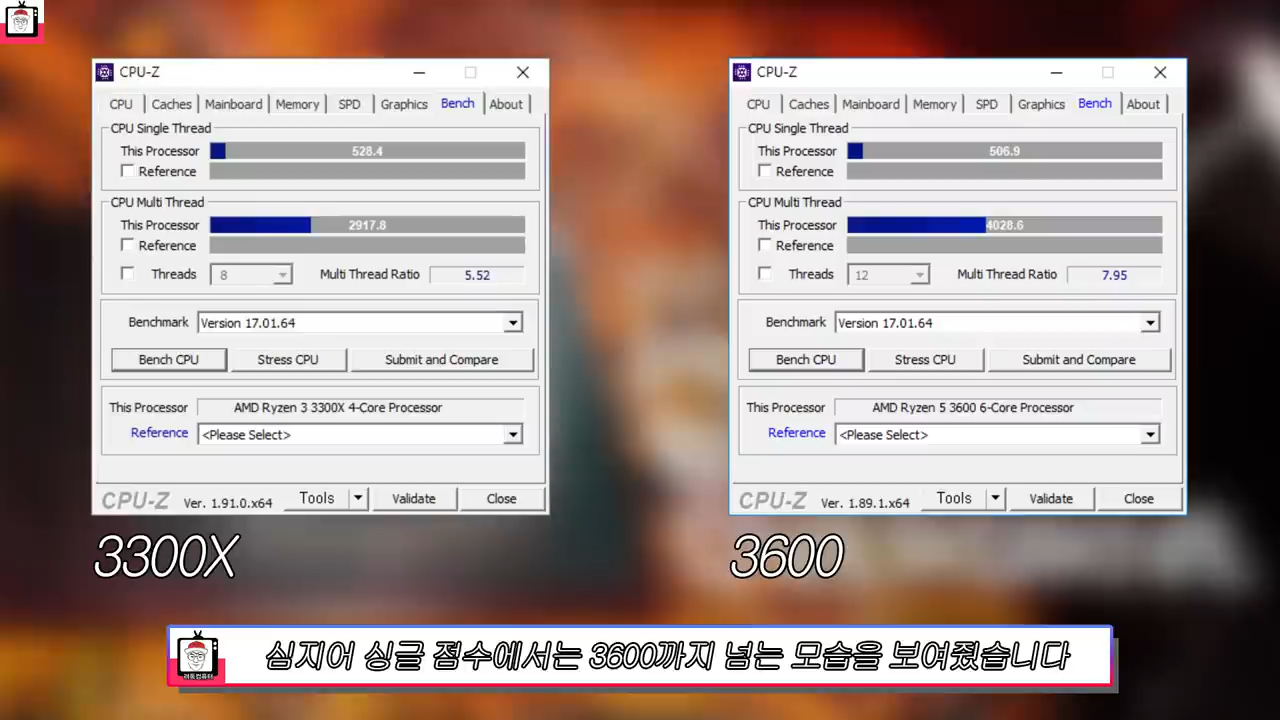 CPU-Z
CPU Caches Mainboard Memory SPD Graphics Bench About
CPU Single Thread
This Processor 528.4
Reference
CPU Multi Thread
This Processor 2917.8
Reference
Threads 8 Multi Thread Ratio 5.52
Benchmark Version 17.01.64
Bench CPU Stress CPU Submit and Compare
This Processor AMD Ryzen 3 3300X 4-Core Processor
Reference <Please Select>
CPU-Z Ver. 1.91.0.x64 Tools Validate Close
3300X
CPU-Z
CPU Caches Mainboard Memory SPD Graphics Bench About
CPU Single Thread
This Processor 506.9
Reference
CPU Multi Thread
This Processor 4028.6
Reference
Threads 12 Multi Thread Ratio 7.95
Benchmark Version 17.01.64
Bench CPU Stress CPU Submit and Compare
This Processor AMD Ryzen 5 3600 6-Core Processor
Reference <Please Select>
CPU-Z Ver. 1.89.1.x64 Tools Validate Close
3600
심지어 싱글 점수에서는 3600까지 넘는 모습을 보여줬습니다